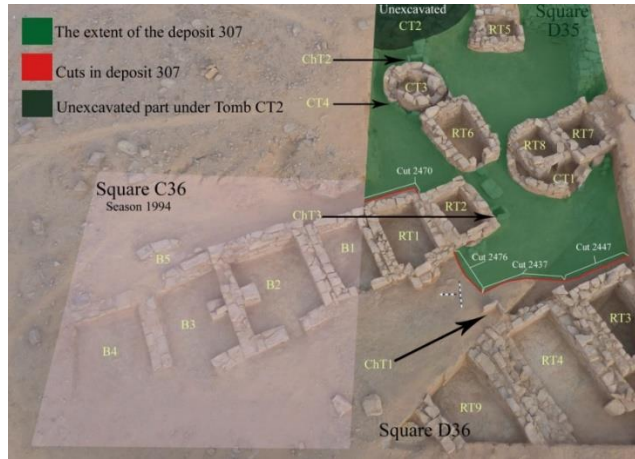 The extent of the deposit 307
Cuts in deposit 307
Unexcavated part under Tomb CT2
Unexcavated
CT2
RT5
Square
D35
ChT2
CT3
CT4
RT6
RT7
RT8
CT1
Square C36
Season 1994
Cut 2470
ChT3
RT2
RT1
B1
B5
B2
B3
B4
Cut 2476
Cut 2437
Cut 2447
ChT1
RT3
RT4
RT9
Square D36